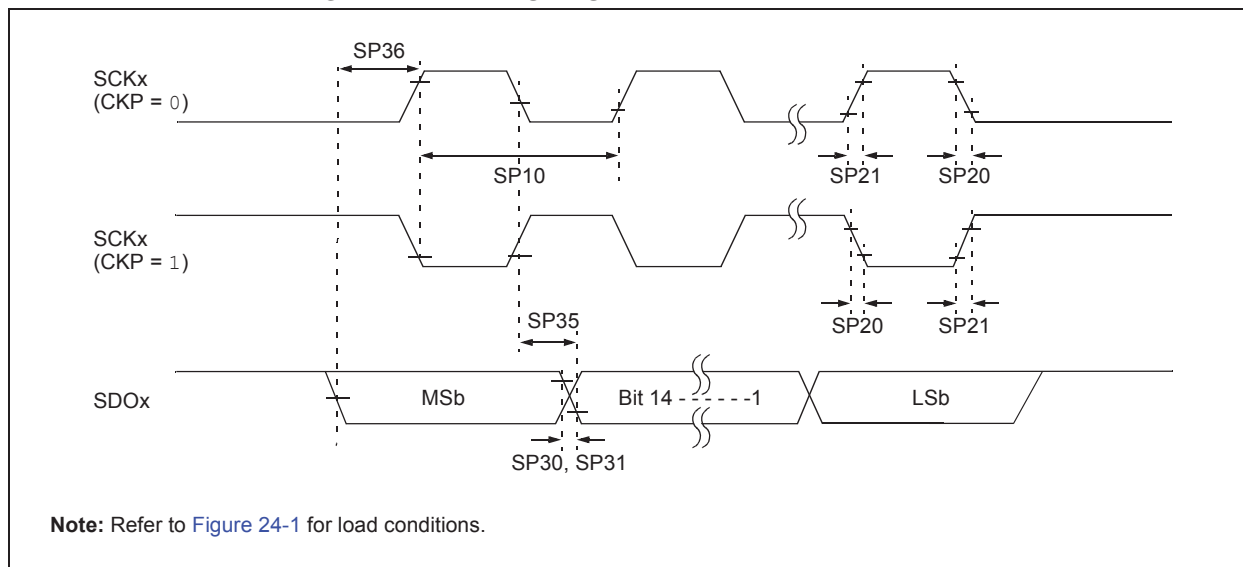 SP36
SCKx
(CKP = 0)
SP10
SP21
SP20
SCKx
(CKP = 1)
SP35
SP20
SP21
SDOx
MSb
Bit 14 - - - - - -1
LSb
SP30, SP31
Note: Refer to Figure 24-1 for load conditions.